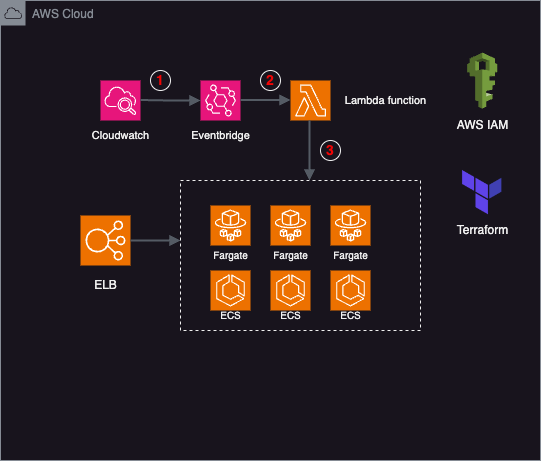 AWS Cloud
1
2
Cloudwatch
Eventbridge
Lambda function
AWS IAM
3
Terraform
ELB
Fargate
Fargate
Fargate
ECS
ECS
ECS